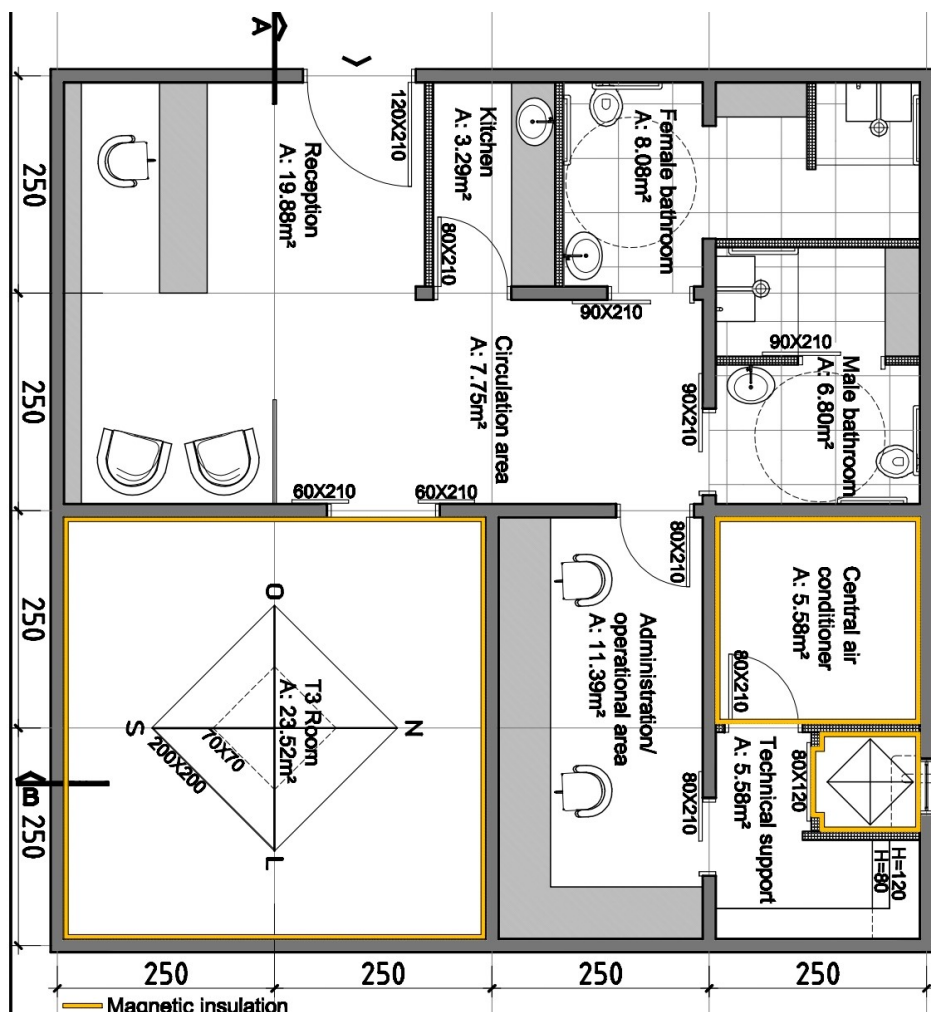 A
120X210
Kitchen
A: 3.29m²
Female bathroom
A: 8.08m²
Reception
A: 19.88m²
80X210
90X210
90X210
Male bathroom
A: 6.80m²
Circulation area
A: 7.75m²
90X210
60X210
60X210
80X210
Central air
conditioner
A: 5.58m²
80X210
Administration/
operational area
A: 11.39m²
O
T3 Room
A: 23.52m²
N
S
L
70X70
200X200
Technical support
A: 5.58m²
80X120
80X210
H=120
H=80
B
250
250
250
250
250
250
250
250
Magnetic insulation